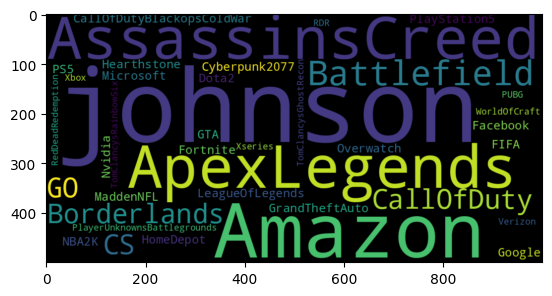 0
100
200
300
400
0
200
400
600
800
CallOfDutyBlackopsColdWar
RDR
PlayStation5
AssassinsCreed
PS5
Hearthstone
Cyberpunk2077
Battlefield
Xbox
Microsoft
Dota2
johnson
PUBG
WorldOfCraft
RedDeadRedemption
TomClancysRainbowSix
TomClancysGhostRecon
GTA
Facebook
Nvidia
Fortnite
Xseries
Overwatch
FIFA
ApexLegends
GO
MaddenNFL
LeagueOfLegends
CallOfDuty
Borderlands
GrandTheftAuto
PlayerUnknownsBattlegrounds
Amazon
Verizon
NBA2K
CS
HomeDepot
Google